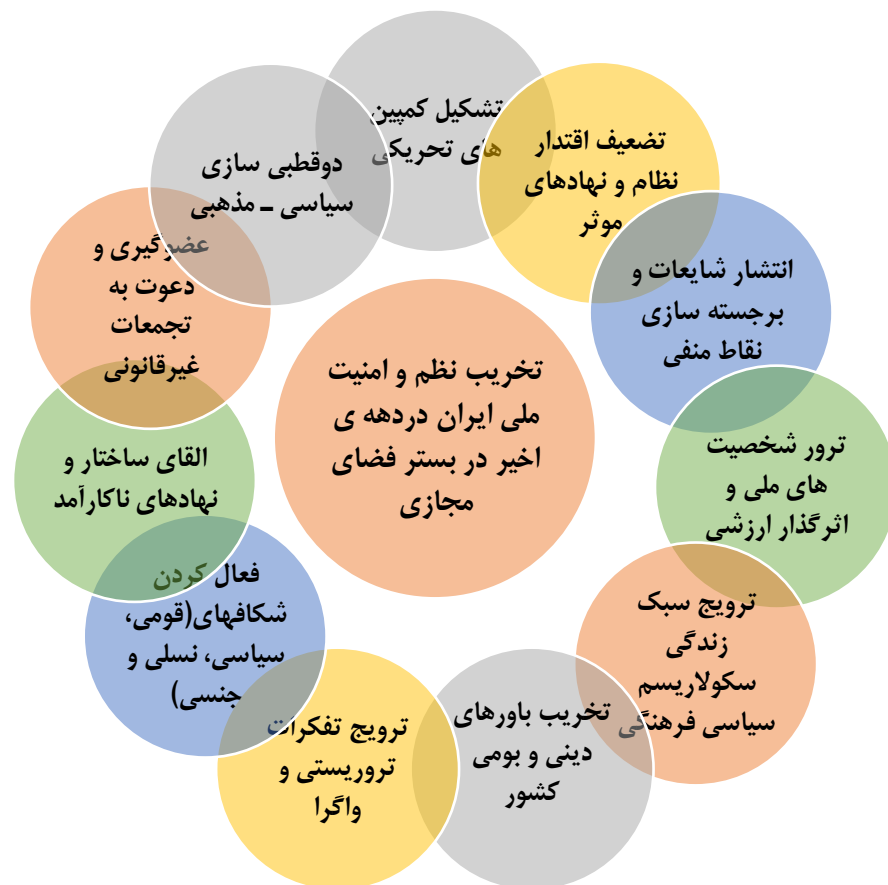 تشکیل کمپین
های تحریکی
تضعیف اقتدار
نظام و نهادهای
موثر
انتشار شایعات و
برجسته سازی
نقاط منفی
ترور شخصیت
های ملی و
اثرگذار ارزشی
ترویج سبک
زندگی
سکولاریسم
سیاسی فرهنگی
تخریب باورهای
دینی و بومی
کشور
ترویج تفکرات
تروریستی و
واگرا
فعال کردن
شکافهای(قومی،
سیاسی، نسلی و
جنسی)
القای ساختار و
نهادهای ناکارآمد
عضوگیری و
دعوت به
تجمعات
غیرقانونی
دوقطبی سازی
سیاسی ـ مذهبی
تخریب نظم و امنیت
ملی ایران دردهه ی
اخیر در بستر فضای
مجازی